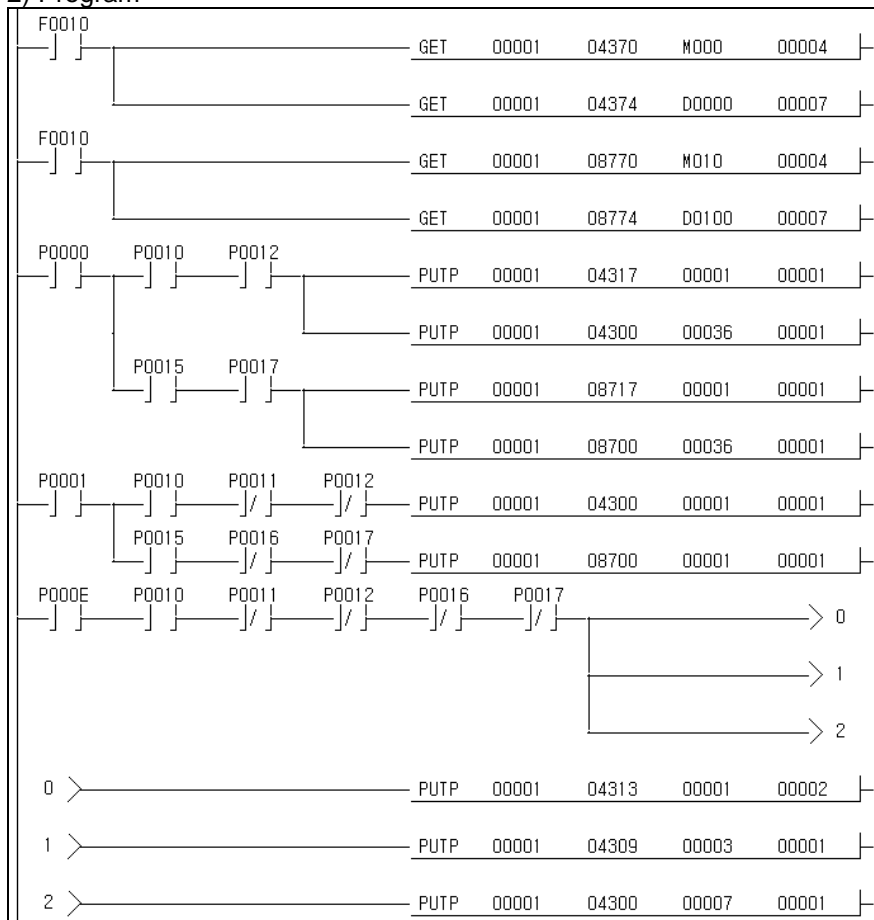 2) Program
F0010
GET 00001 04370 M000 00004
GET 00001 04374 D0000 00007
F0010
GET 00001 08770 M010 00004
GET 00001 08774 D0100 00007
P0000 P0010 P0012
PUTP 00001 04317 00001 00001
PUTP 00001 04300 00036 00001
P0015 P0017
PUTP 00001 08717 00001 00001
PUTP 00001 08700 00036 00001
P0001 P0010 P0011 P0012
PUTP 00001 04300 00001 00001
P0015 P0016 P0017
PUTP 00001 08700 00001 00001
P000E P0010 P0011 P0012 P0016 P0017
0
1
2
0 PUTP 00001 04313 00001 00002
1 PUTP 00001 04309 00003 00001
2 PUTP 00001 04300 00007 00001